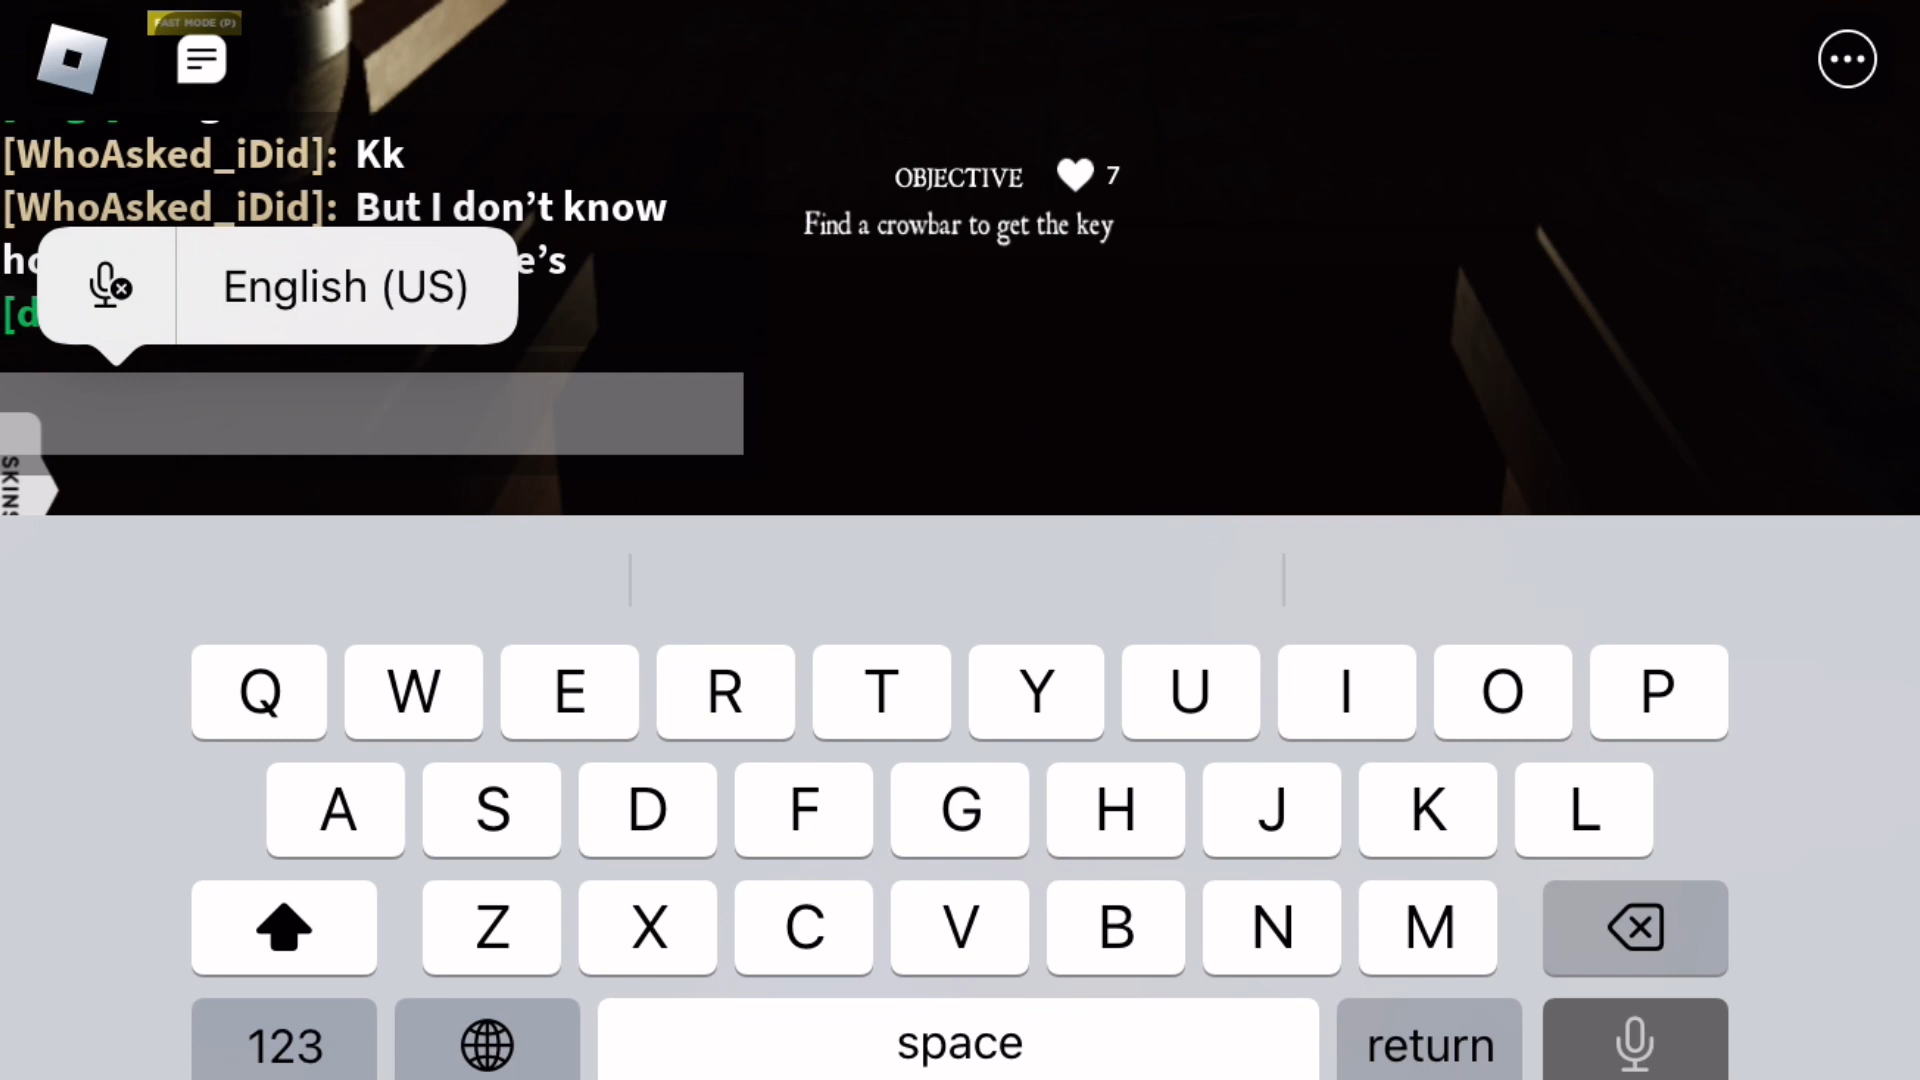 FAST MODE (P)
[WhoAsked_iDid]: Kk
[WhoAsked_iDid]: But I don’t know
OBJECTIVE 7
Find a crowbar to get the key
English (US)
SKINS
Q W E R T Y U I O P
A S D F G H J K L
Z X C V B N M
123 space return